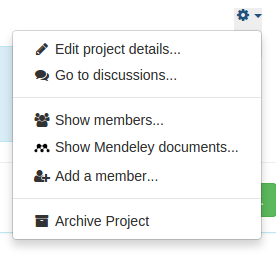 Edit project details...
Go to discussions...
Show members...
Show Mendeley documents...
Add a member...
Archive Project